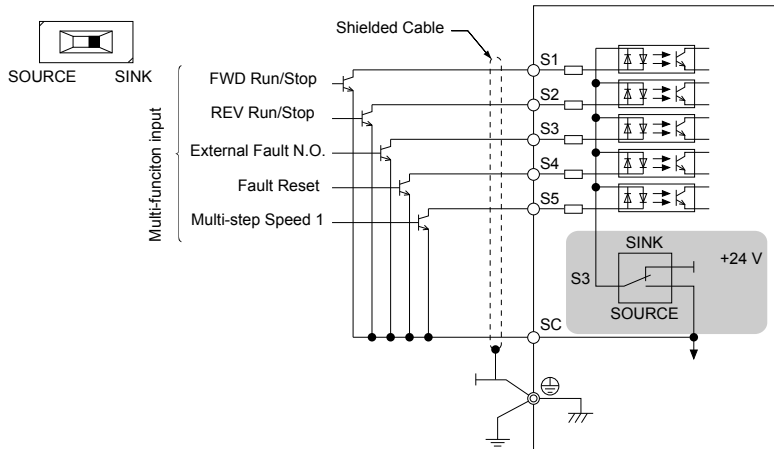 Shielded Cable
SOURCE SINK
Multi-funciton input
FWD Run/Stop
REV Run/Stop
External Fault N.O.
Fault Reset
Multi-step Speed 1
S1
S2
S3
S4
S5
SINK
+24 V
S3
SOURCE
SC